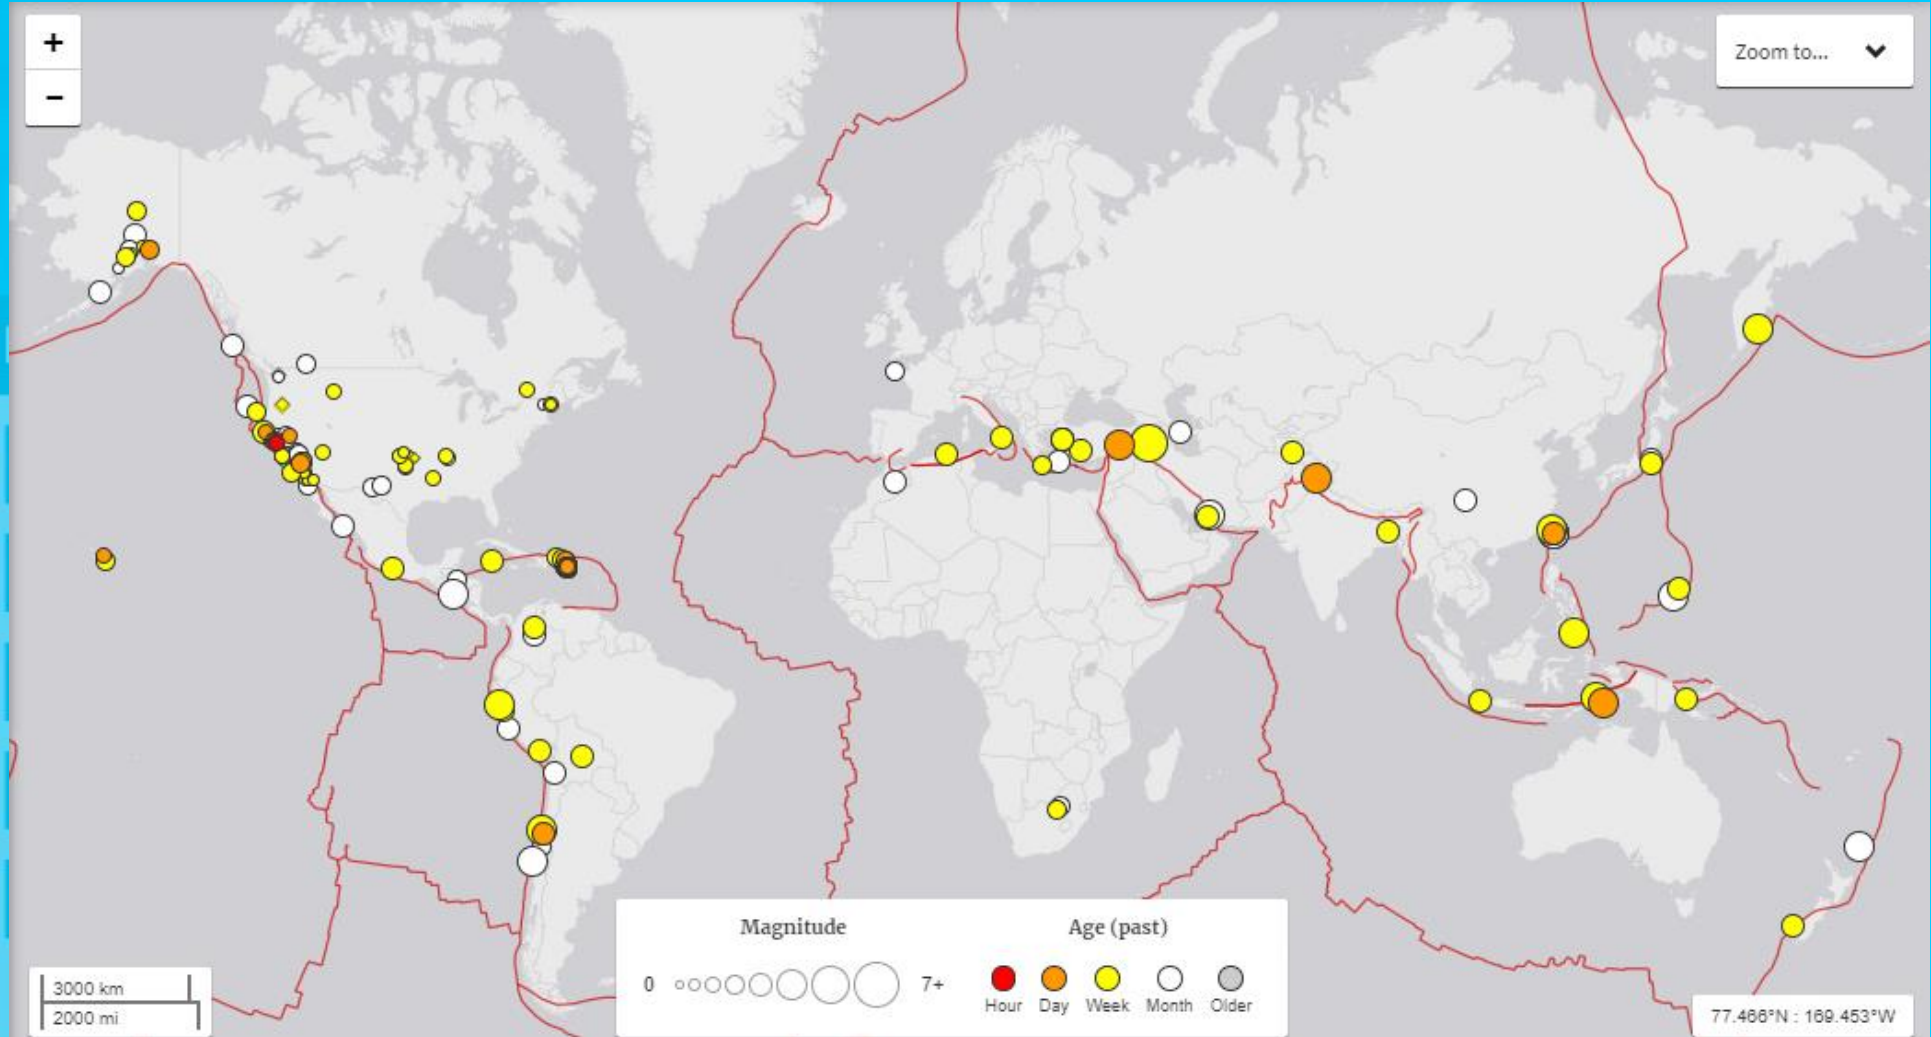 +
Zoom to...
−
Magnitude
Age (past)
0
7+
Hour
Day
Week
Month
Older
3000 km
2000 mi
77.466°N : 169.453°W